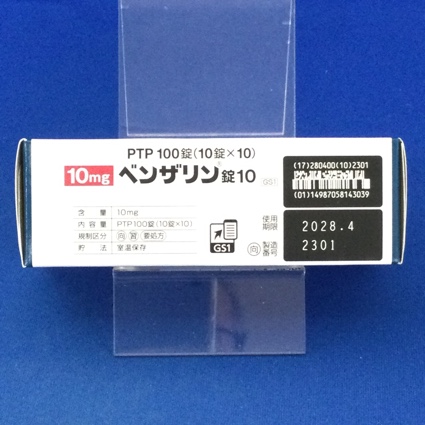 PTP 100錠(10錠×10)
10mg ベンザリン®錠10
GS1
(17)280400(10)2301
(01)14987058143039
含量 10mg
内容量 PTP100錠(10錠×10)
規制区分 向 習 要処方
貯法 室温保存
GS1
使用期限 2028.4
向 製造番号 2301